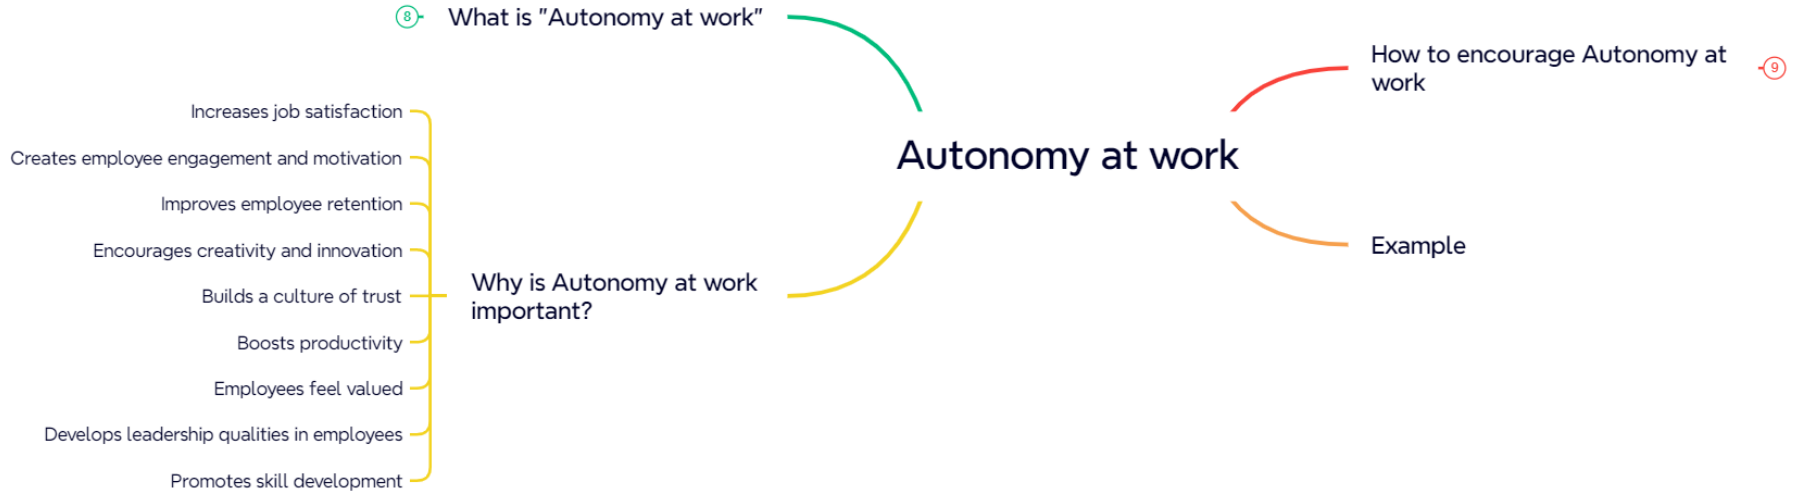 8
What is "Autonomy at work"
How to encourage Autonomy at
work
9
Autonomy at work
Increases job satisfaction
Creates employee engagement and motivation
Improves employee retention
Encourages creativity and innovation
Builds a culture of trust
Boosts productivity
Employees feel valued
Develops leadership qualities in employees
Promotes skill development
Why is Autonomy at work
important?
Example